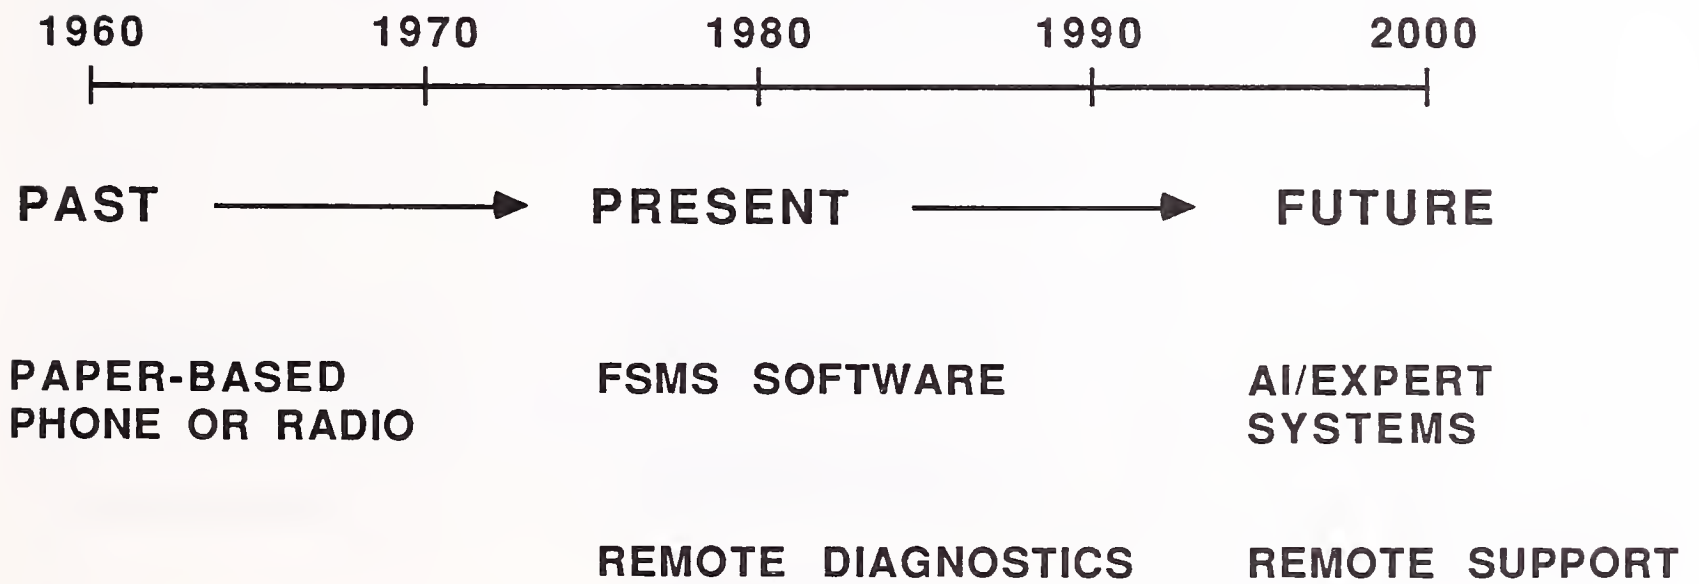 1960 1970 1980 1990 2000
PAST PRESENT FUTURE
PAPER-BASED FSMS SOFTWARE AI/EXPERT
PHONE OR RADIO SYSTEMS
REMOTE DIAGNOSTICS REMOTE SUPPORT